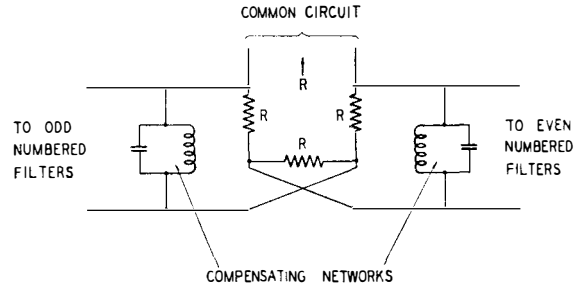 COMMON CIRCUIT
R
R
R
R
TO ODD
NUMBERED
FILTERS
TO EVEN
NUMBERED
FILTERS
COMPENSATING NETWORKS